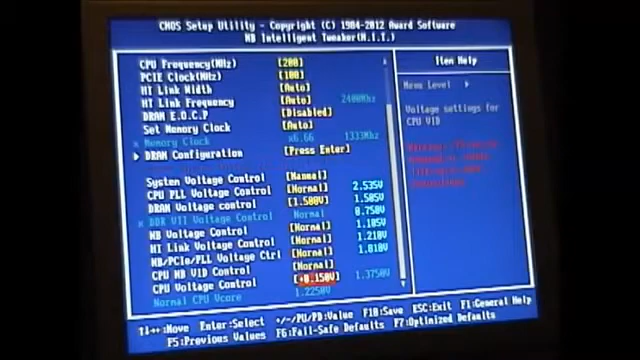 CMOS Setup Utility - Copyright (C) 1984-2012 Award Software
MB Intelligent Tweaker(M.I.T.)
CPU Frequency(MHz) [200]
PCIE Clock(MHz) [100]
HT Link Width [Auto]
HT Link Frequency [Auto] 2400Mhz
DRAM E.O.C.P [Disabled]
Set Memory Clock [Auto]
x Memory Clock x6.66 1333Mhz
DRAM Configuration [Press Enter]
System Voltage Control [Manual]
CPU PLL Voltage Control [Normal] 2.535V
DRAM Voltage control [1.580V] 1.585V
x DDR VTT Voltage Control Normal 0.750V
NB Voltage Control [Normal] 1.105V
HT Link Voltage Control [Normal] 1.210V
NB/PCIe/PLL Voltage Ctrl [Normal] 1.810V
CPU NB VID Control [Normal]
CPU Voltage Control [+0.150V] 1.3750V
Normal CPU Vcore 1.2250V
Item Help
Menu Level
Voltage settings for
CPU VID
:Move Enter:Select +/-/PU/PD:Value F10:Save ESC:Exit F1:General Help
F5:Previous Values F6:Fail-Safe Defaults F7:Optimized Defaults